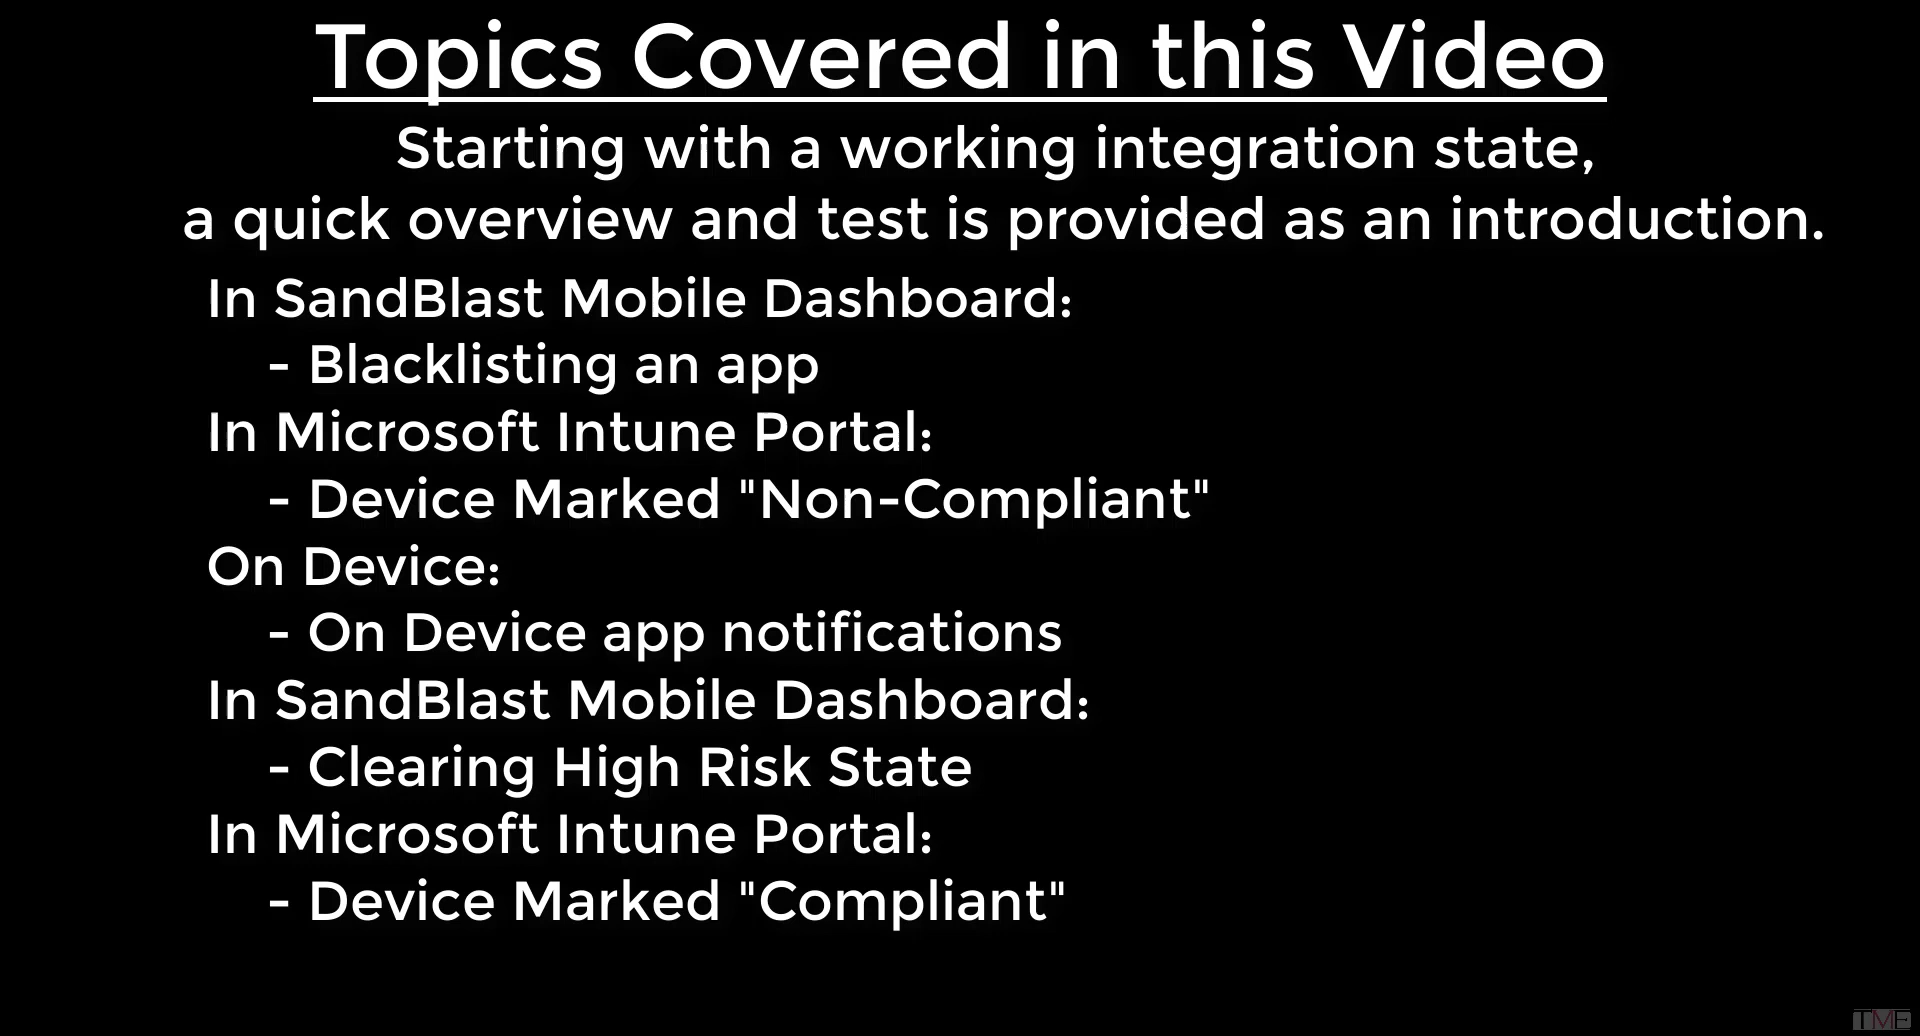 Topics Covered in this Video
Starting with a working integration state,
a quick overview and test is provided as an introduction.
In SandBlast Mobile Dashboard:
- Blacklisting an app
In Microsoft Intune Portal:
- Device Marked "Non-Compliant"
On Device:
- On Device app notifications
In SandBlast Mobile Dashboard:
- Clearing High Risk State
In Microsoft Intune Portal:
- Device Marked "Compliant"
TME